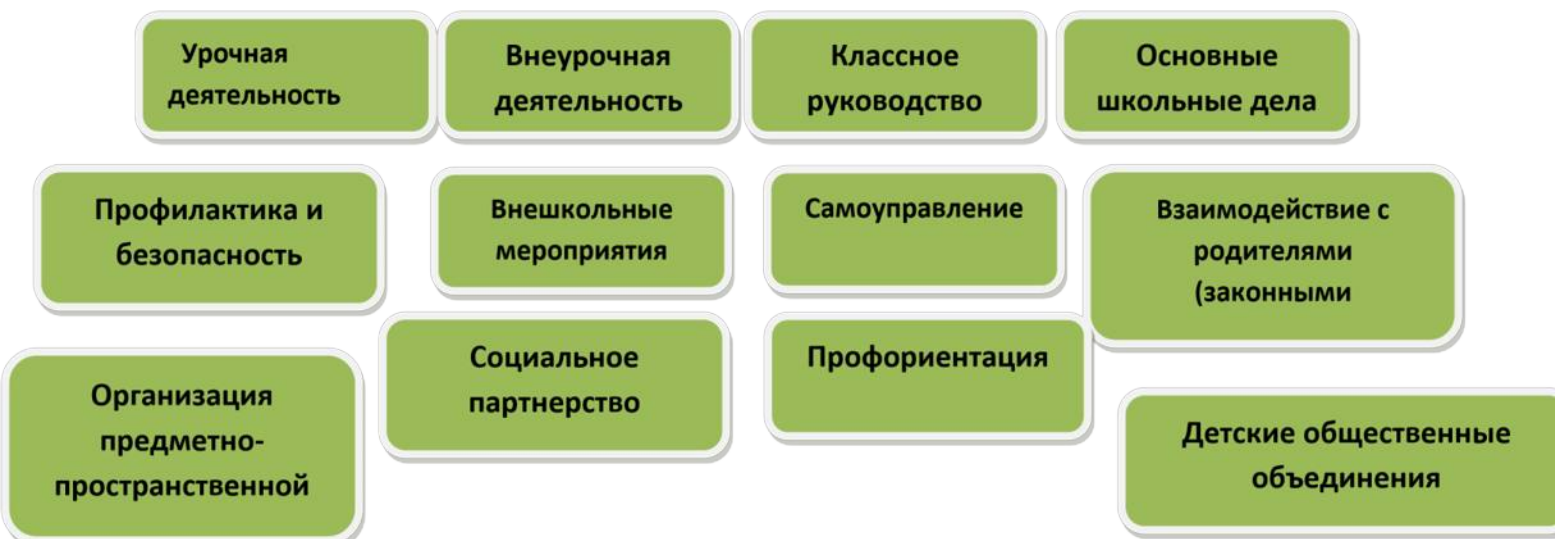 Урочная
деятельность
Внеурочная
деятельность
Классное
руководство
Основные
школьные дела
Профилактика и
безопасность
Внешкольные
мероприятия
Самоуправление
Взаимодействие с
родителями
(законными
Организация
предметно-
пространственной
Социальное
партнерство
Профориентация
Детские общественные
объединения